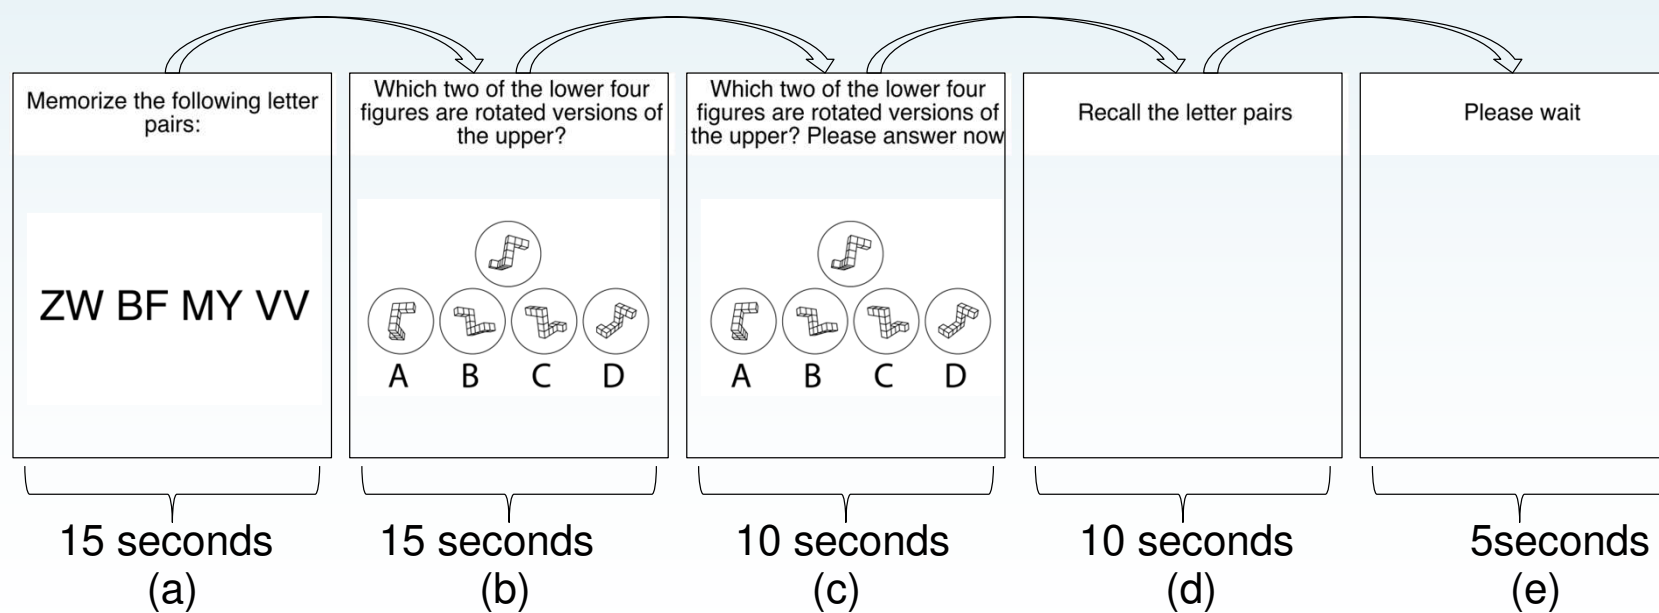 Memorize the following letter
pairs:
ZW BF MY VV
15 seconds
(a)
Which two of the lower four
figures are rotated versions of
the upper?
A B C D
15 seconds
(b)
Which two of the lower four
figures are rotated versions of
the upper? Please answer now
A B C D
10 seconds
(c)
Recall the letter pairs
10 seconds
(d)
Please wait
5seconds
(e)